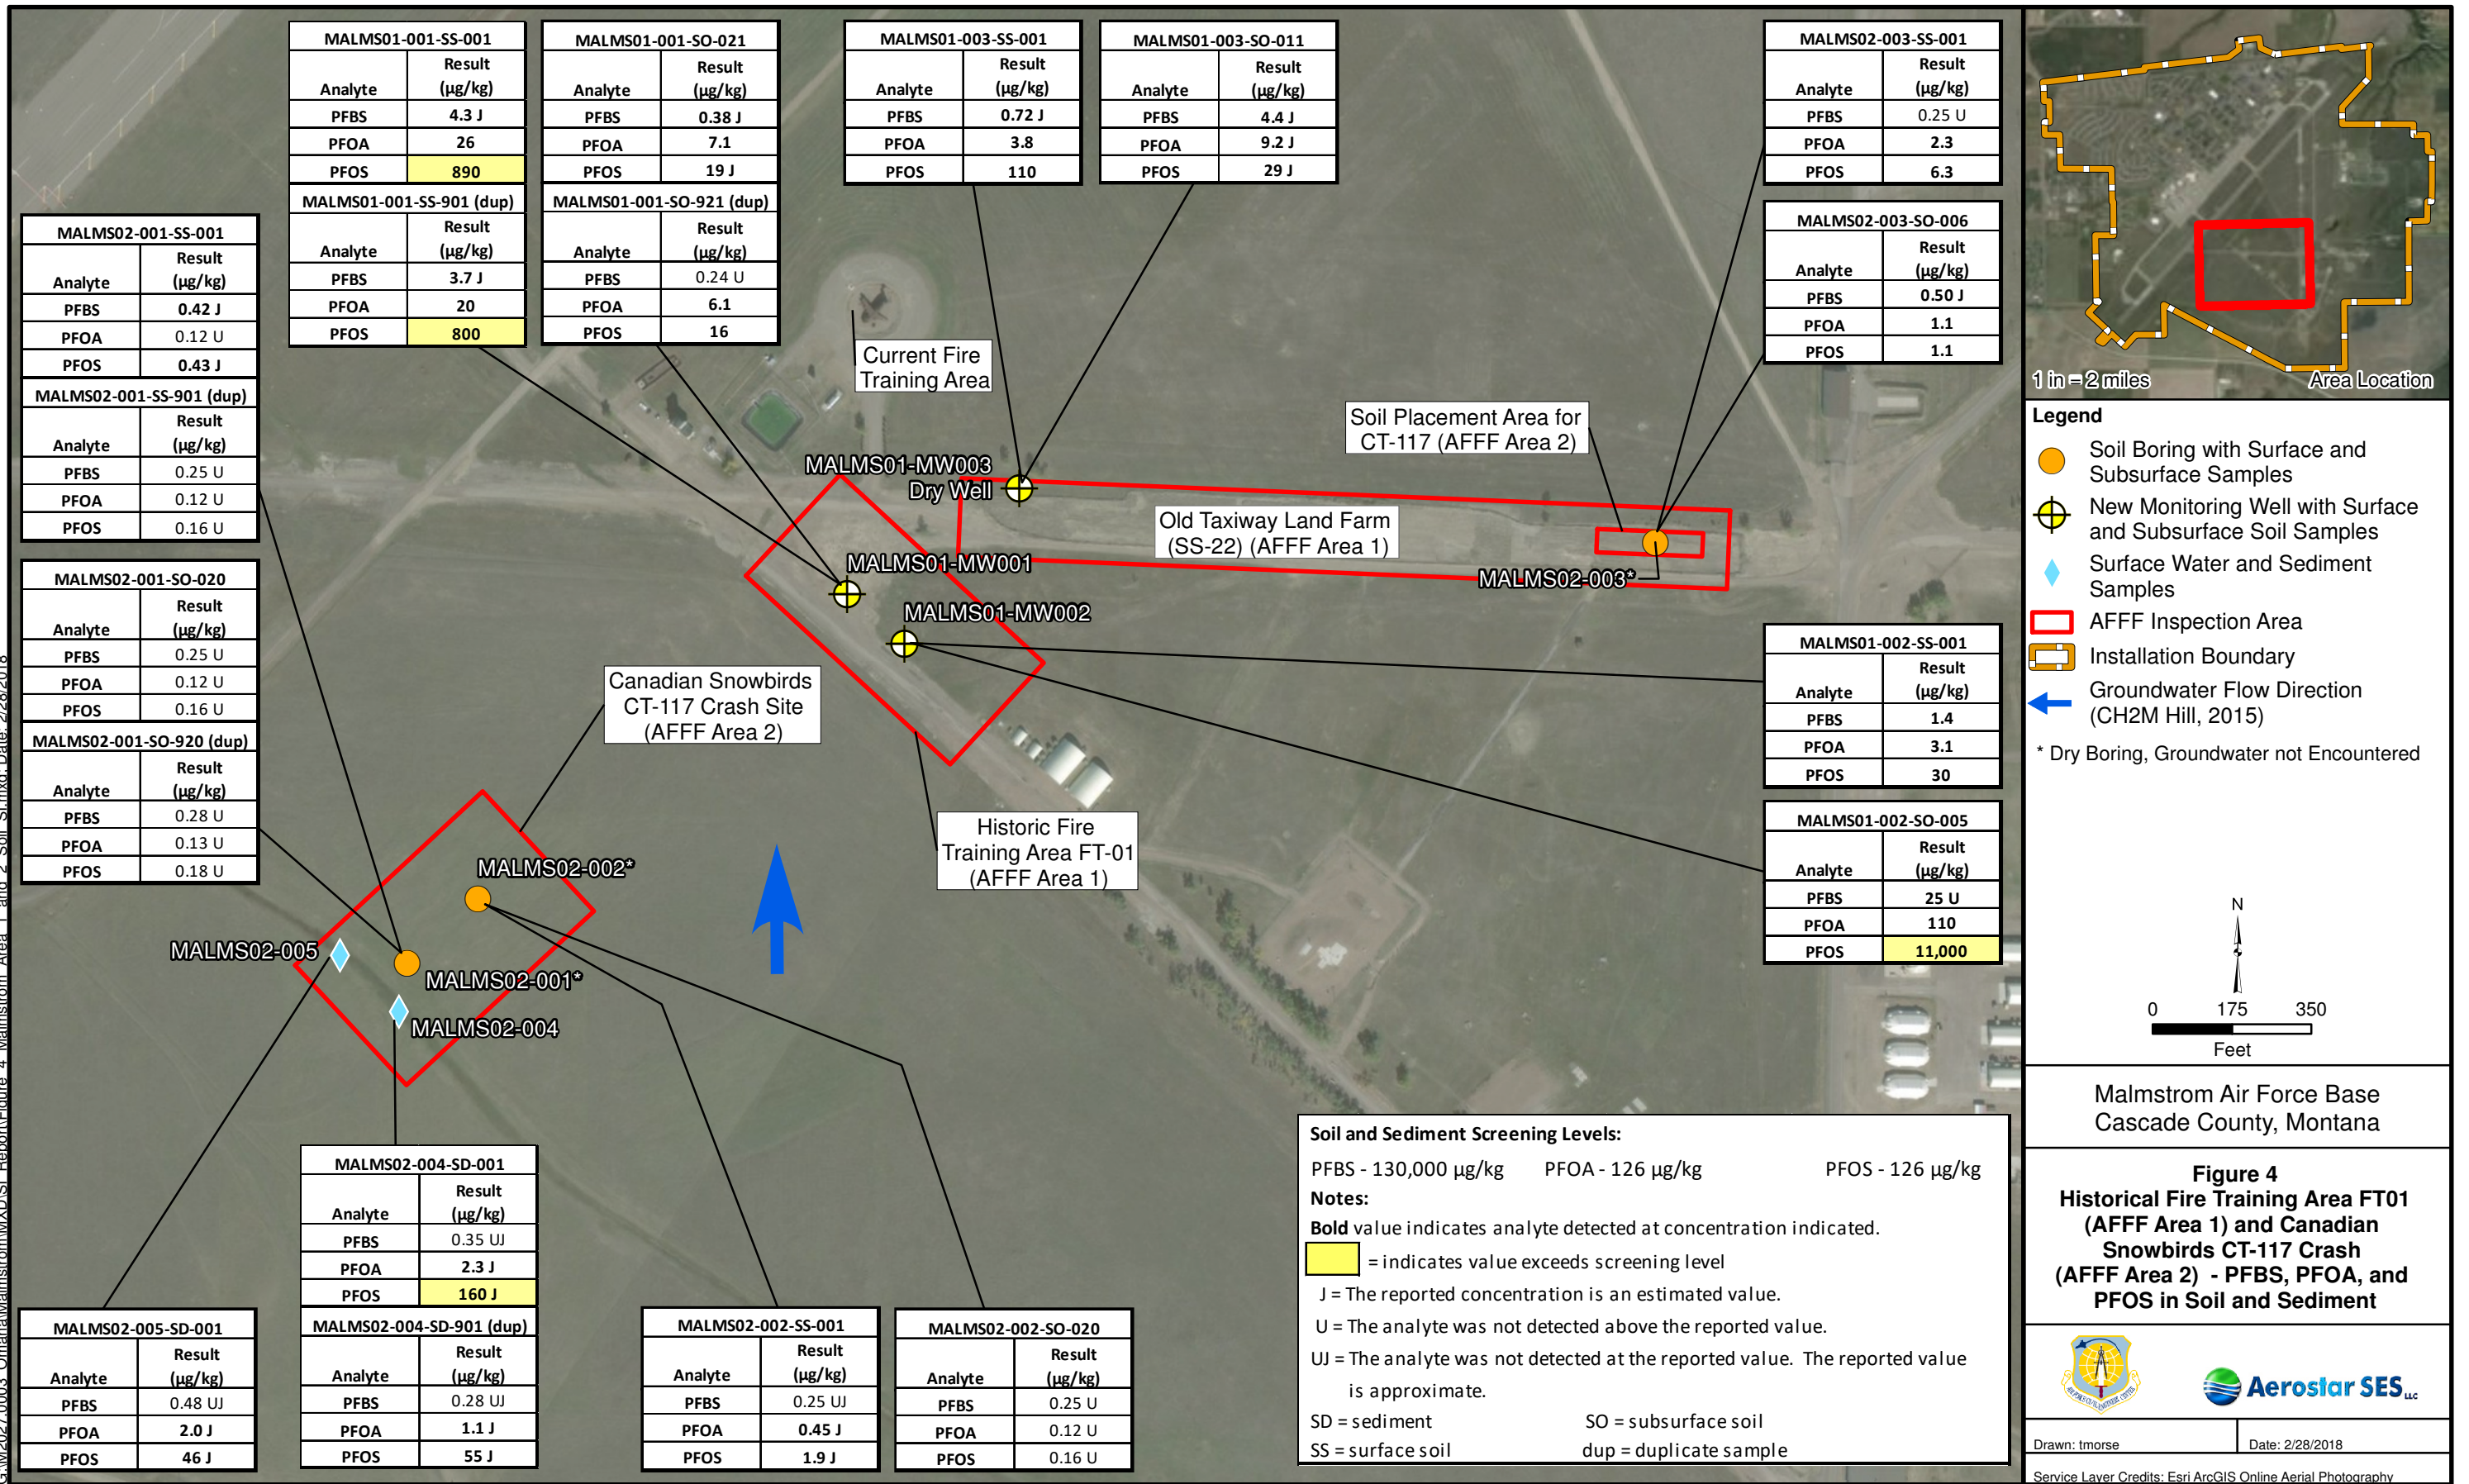 MALMS01-001-SS-001
Analyte Result (µg/kg)
PFBS 4.3 J
PFOA 26
PFOS 890
MALMS01-001-SS-901 (dup)
Analyte Result (µg/kg)
PFBS 3.7 J
PFOA 20
PFOS 800
MALMS01-001-SO-021
Analyte Result (µg/kg)
PFBS 0.38 J
PFOA 7.1
PFOS 19 J
MALMS01-001-SO-921 (dup)
Analyte Result (µg/kg)
PFBS 0.24 U
PFOA 6.1
PFOS 16
MALMS01-003-SS-001
Analyte Result (µg/kg)
PFBS 0.72 J
PFOA 3.8
PFOS 110
MALMS01-003-SO-011
Analyte Result (µg/kg)
PFBS 4.4 J
PFOA 9.2 J
PFOS 29 J
MALMS02-003-SS-001
Analyte Result (µg/kg)
PFBS 0.25 U
PFOA 2.3
PFOS 6.3
MALMS02-003-SO-006
Analyte Result (µg/kg)
PFBS 0.50 J
PFOA 1.1
PFOS 1.1
MALMS02-001-SS-001
Analyte Result (µg/kg)
PFBS 0.42 J
PFOA 0.12 U
PFOS 0.43 J
MALMS02-001-SS-901 (dup)
Analyte Result (µg/kg)
PFBS 0.25 U
PFOA 0.12 U
PFOS 0.16 U
MALMS02-001-SO-020
Analyte Result (µg/kg)
PFBS 0.25 U
PFOA 0.12 U
PFOS 0.16 U
MALMS02-001-SO-920 (dup)
Analyte Result (µg/kg)
PFBS 0.28 U
PFOA 0.13 U
PFOS 0.18 U
Current Fire
Training Area
Soil Placement Area for
CT-117 (AFFF Area 2)
MALMS01-MW003
Dry Well
Old Taxiway Land Farm
(SS-22) (AFFF Area 1)
MALMS01-MW001
MALMS02-003*
MALMS01-MW002
Canadian Snowbirds
CT-117 Crash Site
(AFFF Area 2)
Historic Fire
Training Area FT-01
(AFFF Area 1)
MALMS02-002*
MALMS02-005
MALMS02-001*
MALMS02-004
MALMS01-002-SS-001
Analyte Result (µg/kg)
PFBS 1.4
PFOA 3.1
PFOS 30
MALMS01-002-SO-005
Analyte Result (µg/kg)
PFBS 25 U
PFOA 110
PFOS 11,000
MALMS02-004-SD-001
Analyte Result (µg/kg)
PFBS 0.35 UJ
PFOA 2.3 J
PFOS 160 J
MALMS02-004-SD-901 (dup)
Analyte Result (µg/kg)
PFBS 0.28 UJ
PFOA 1.1 J
PFOS 55 J
MALMS02-005-SD-001
Analyte Result (µg/kg)
PFBS 0.48 UJ
PFOA 2.0 J
PFOS 46 J
MALMS02-002-SS-001
Analyte Result (µg/kg)
PFBS 0.25 UJ
PFOA 0.45 J
PFOS 1.9 J
MALMS02-002-SO-020
Analyte Result (µg/kg)
PFBS 0.25 U
PFOA 0.12 U
PFOS 0.16 U
Soil and Sediment Screening Levels:
PFBS - 130,000 µg/kg PFOA - 126 µg/kg PFOS - 126 µg/kg
Notes:
Bold value indicates analyte detected at concentration indicated.
= indicates value exceeds screening level
J = The reported concentration is an estimated value.
U = The analyte was not detected above the reported value.
UJ = The analyte was not detected at the reported value. The reported value
is approximate.
SD = sediment SO = subsurface soil
SS = surface soil dup = duplicate sample
1 in = 2 miles Area Location
Legend
Soil Boring with Surface and
Subsurface Samples
New Monitoring Well with Surface
and Subsurface Soil Samples
Surface Water and Sediment
Samples
AFFF Inspection Area
Installation Boundary
Groundwater Flow Direction
(CH2M Hill, 2015)
* Dry Boring, Groundwater not Encountered
N
0 175 350
Feet
Malmstrom Air Force Base
Cascade County, Montana
Figure 4
Historical Fire Training Area FT01
(AFFF Area 1) and Canadian
Snowbirds CT-117 Crash
(AFFF Area 2) - PFBS, PFOA, and
PFOS in Soil and Sediment
Aerostar SES LLC
Drawn: tmorse Date: 2/28/2018
Service Layer Credits: Esri ArcGIS Online Aerial Photography